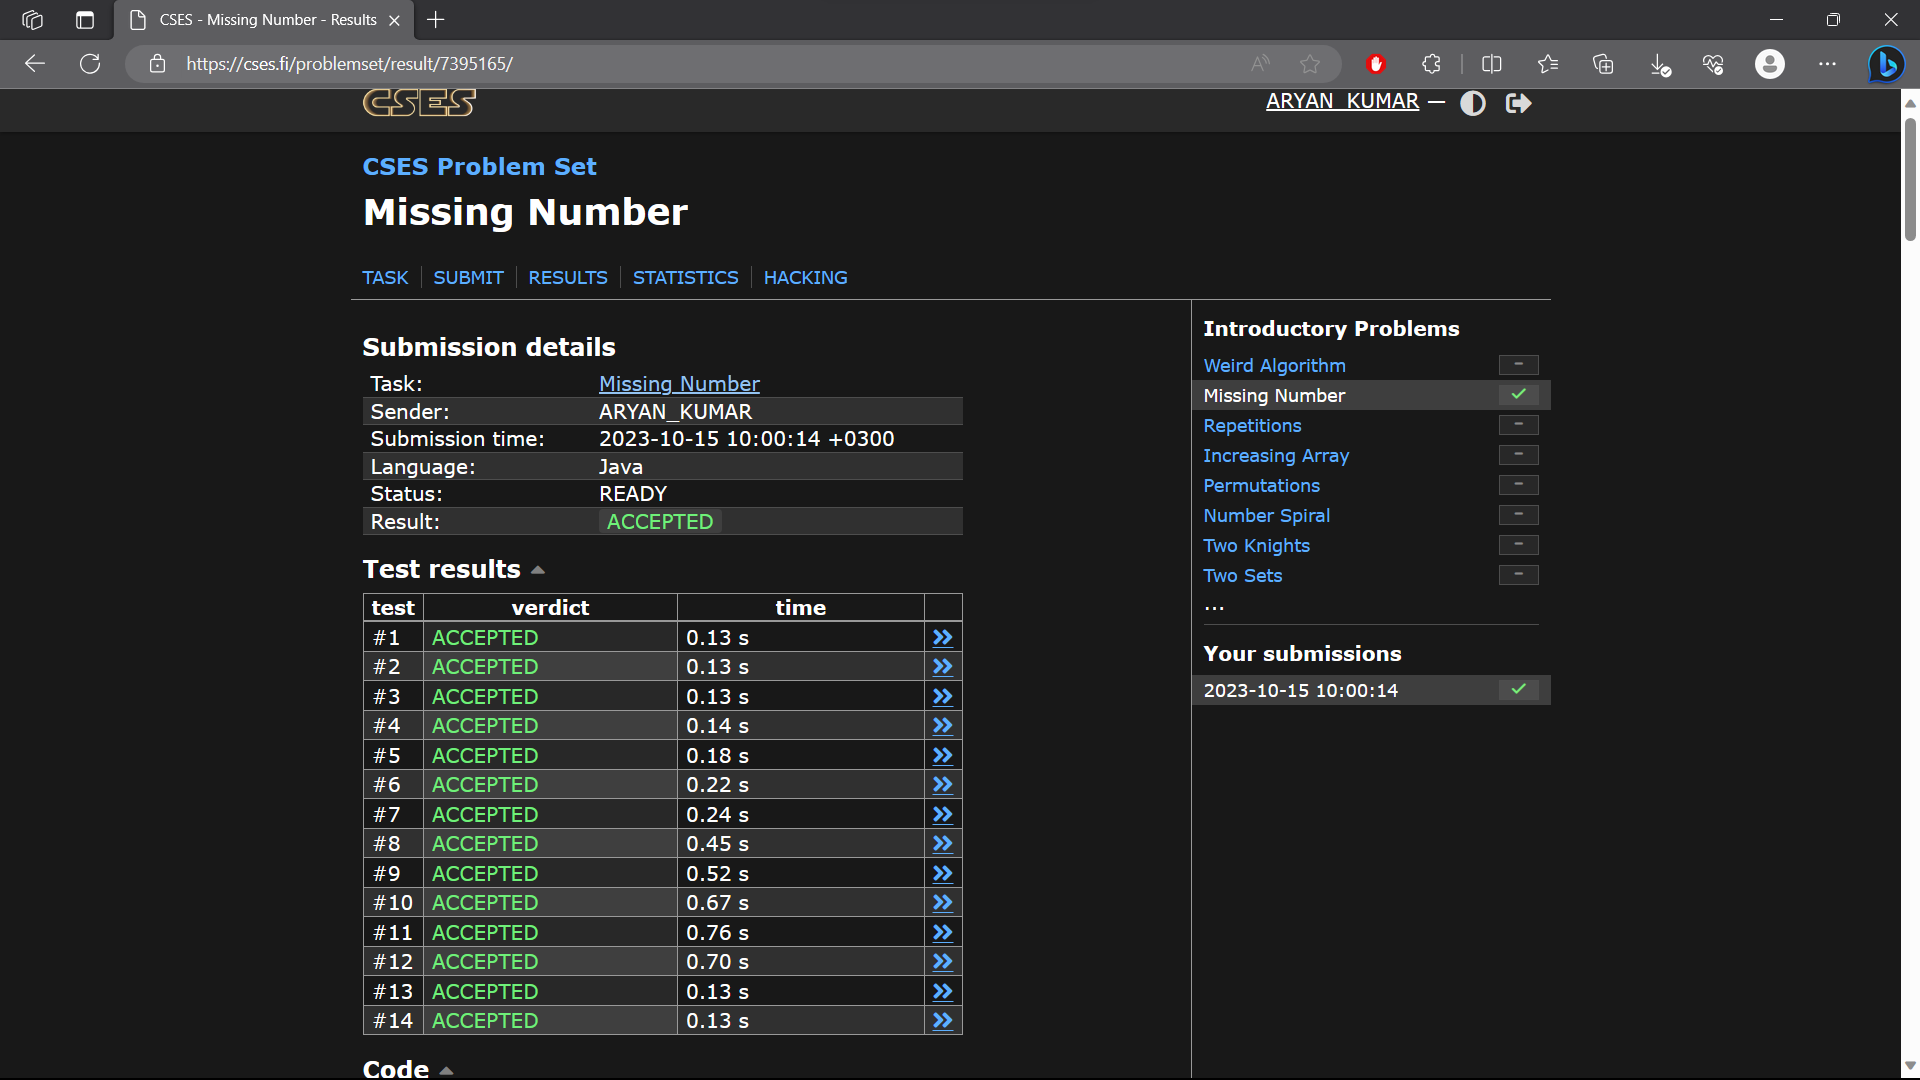 CSES - Missing Number - Results
https://cses.fi/problemset/result/7395165/
CSES
ARYAN_KUMAR —
CSES Problem Set
Missing Number
TASK SUBMIT RESULTS STATISTICS HACKING
Submission details
Task: Missing Number
Sender: ARYAN_KUMAR
Submission time: 2023-10-15 10:00:14 +0300
Language: Java
Status: READY
Result: ACCEPTED
Test results
test verdict time
#1 ACCEPTED 0.13 s
#2 ACCEPTED 0.13 s
#3 ACCEPTED 0.13 s
#4 ACCEPTED 0.14 s
#5 ACCEPTED 0.18 s
#6 ACCEPTED 0.22 s
#7 ACCEPTED 0.24 s
#8 ACCEPTED 0.45 s
#9 ACCEPTED 0.52 s
#10 ACCEPTED 0.67 s
#11 ACCEPTED 0.76 s
#12 ACCEPTED 0.70 s
#13 ACCEPTED 0.13 s
#14 ACCEPTED 0.13 s
Code
Introductory Problems
Weird Algorithm –
Missing Number
Repetitions –
Increasing Array –
Permutations –
Number Spiral –
Two Knights –
Two Sets –
...
Your submissions
2023-10-15 10:00:14